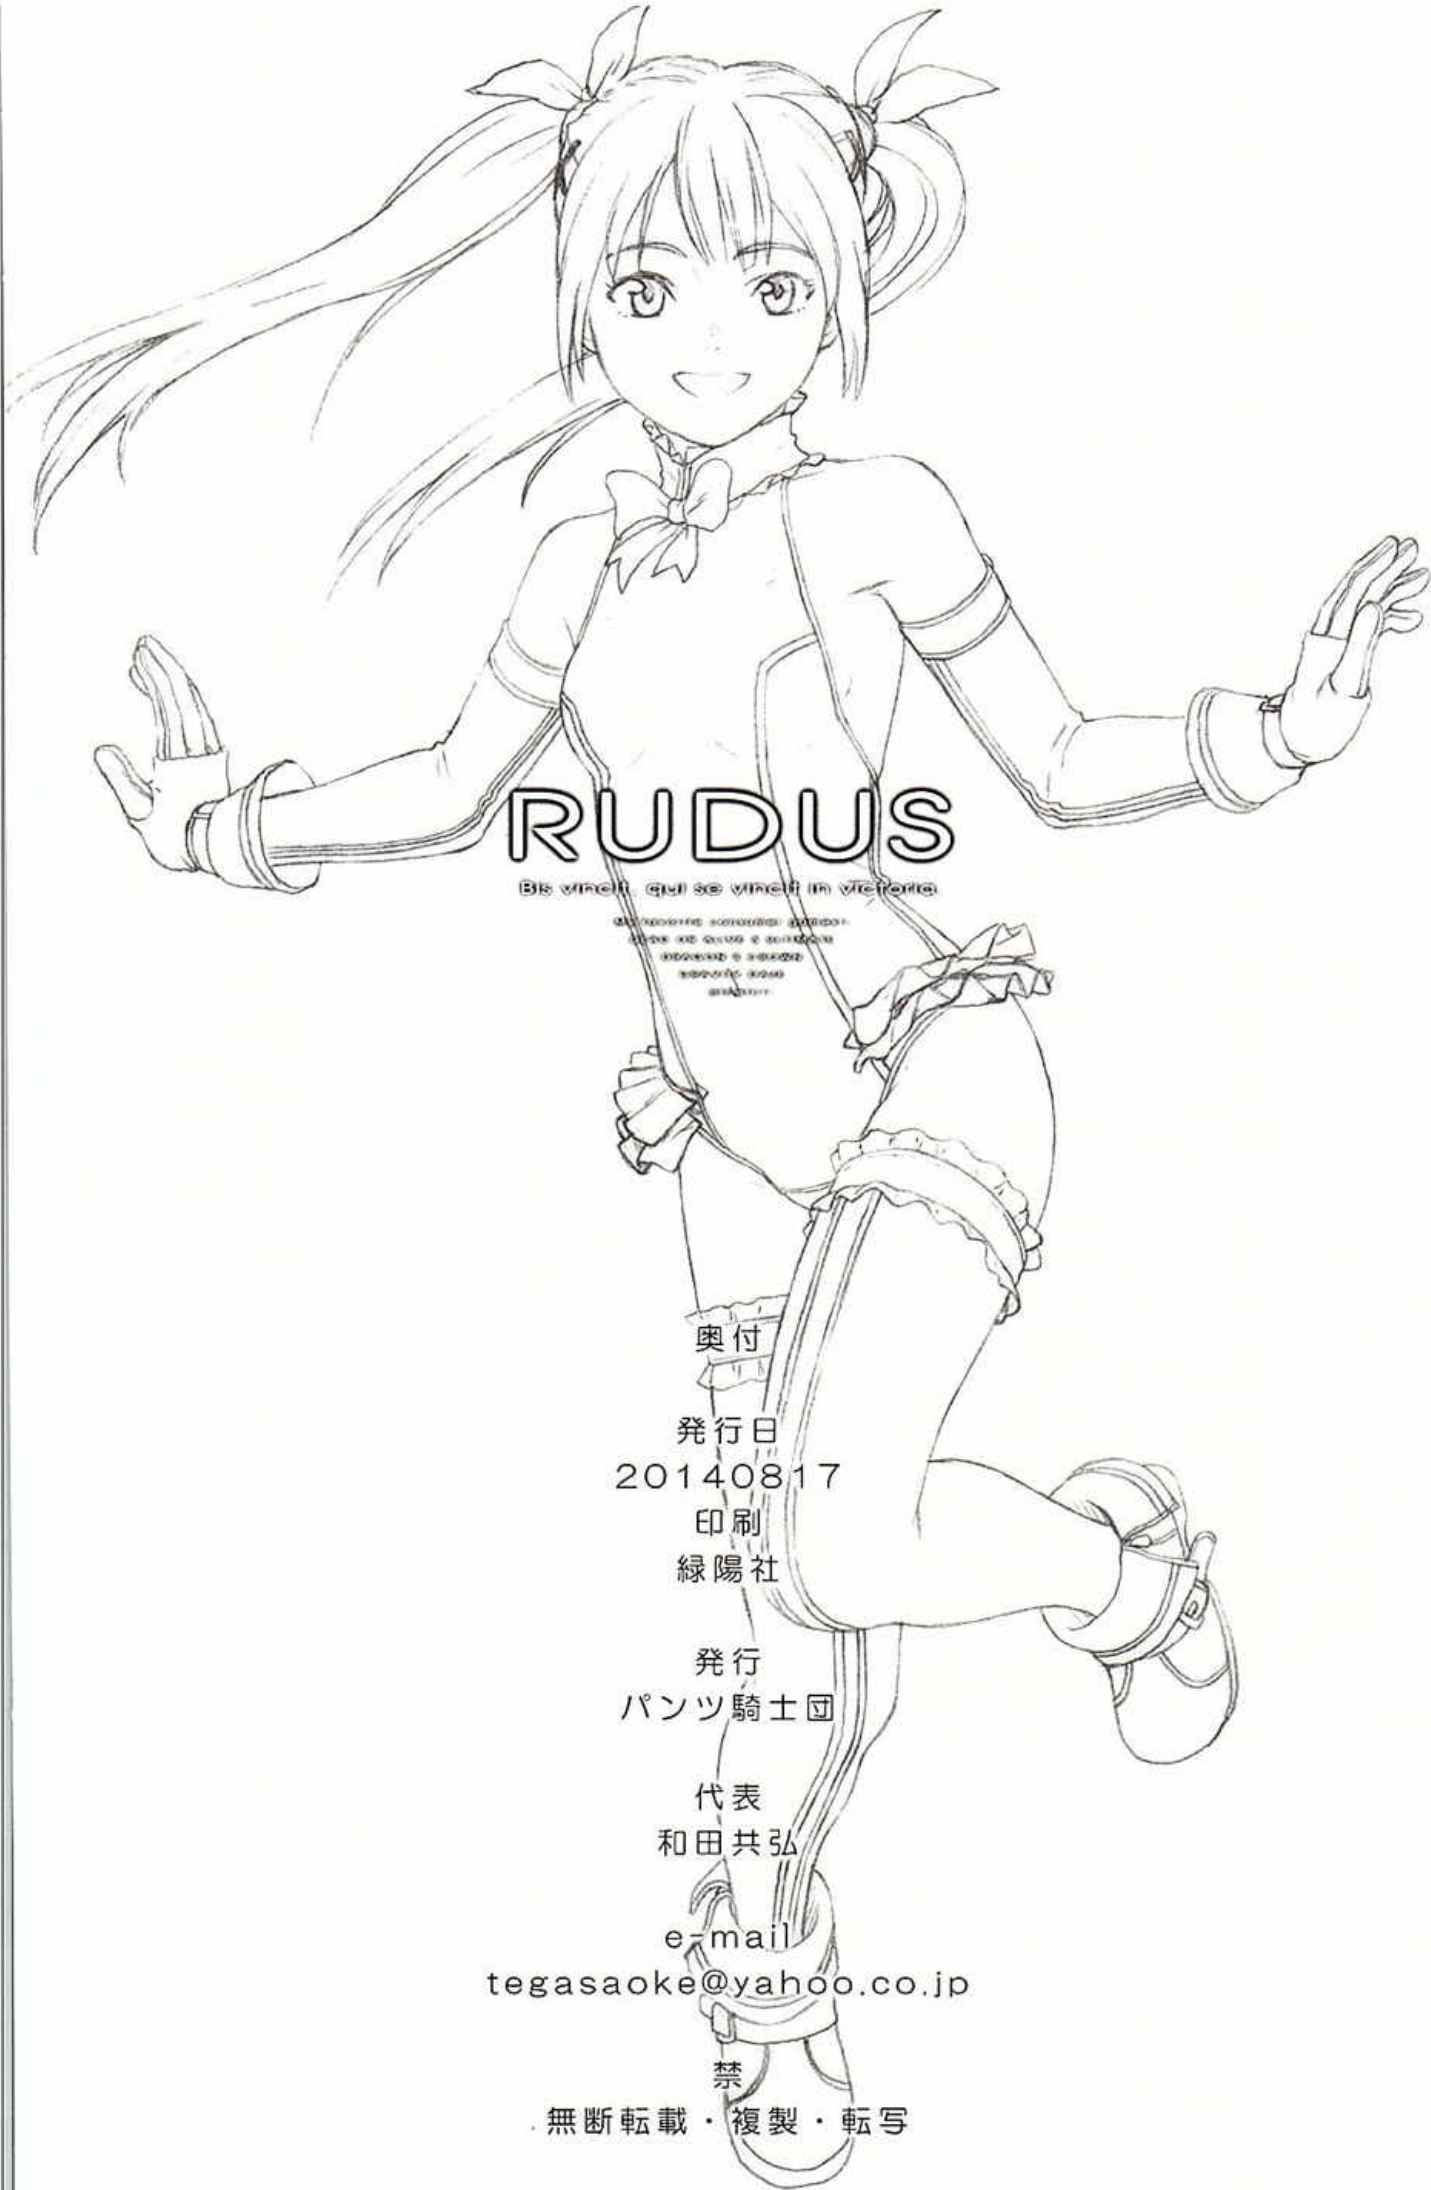 RUDUS
Bis vincit, qui se vincit in victoria
奥付
発行日
20140817
印刷
緑陽社
発行
パンツ騎士団
代表
和田共弘
e-mail
tegasaoke@yahoo.co.jp
禁
無断転載・複製・転写